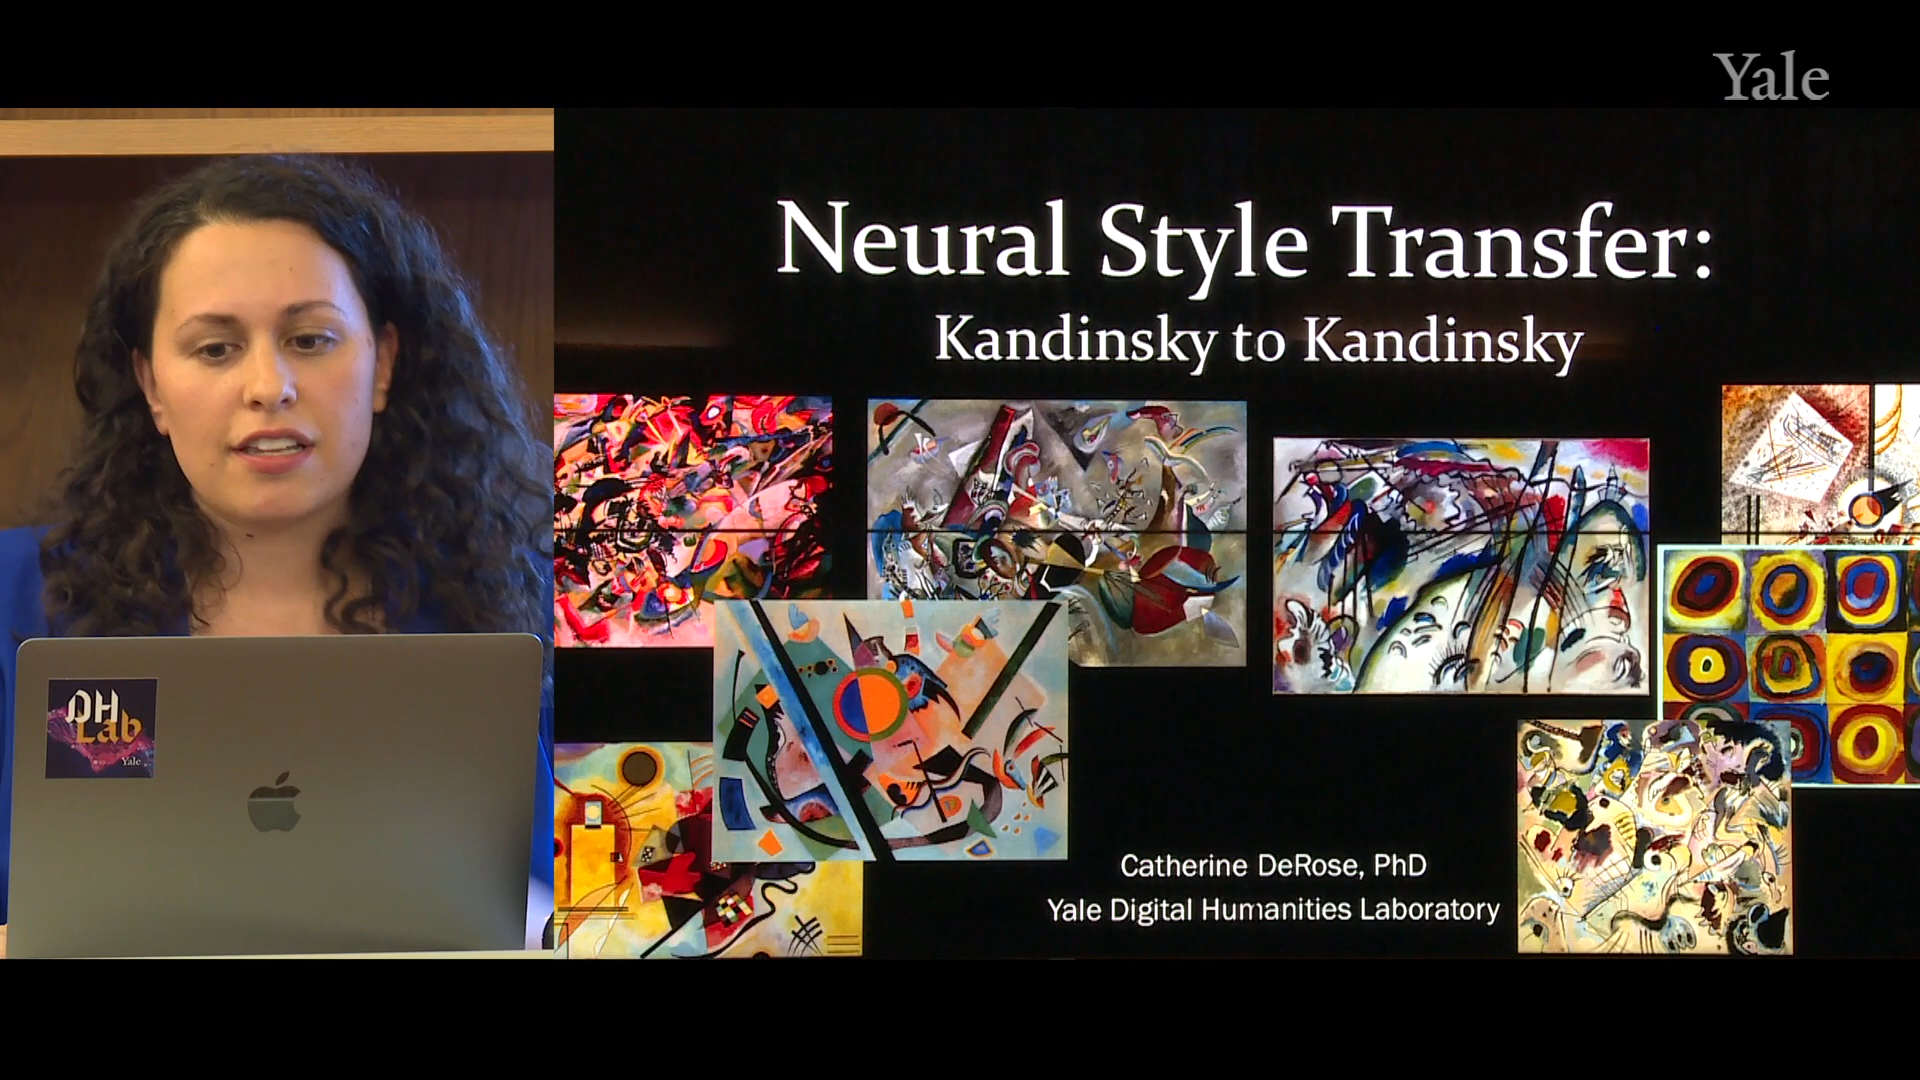 Yale
Neural Style Transfer:
Kandinsky to Kandinsky
Catherine DeRose, PhD
Yale Digital Humanities Laboratory
DH
Lab
Yale